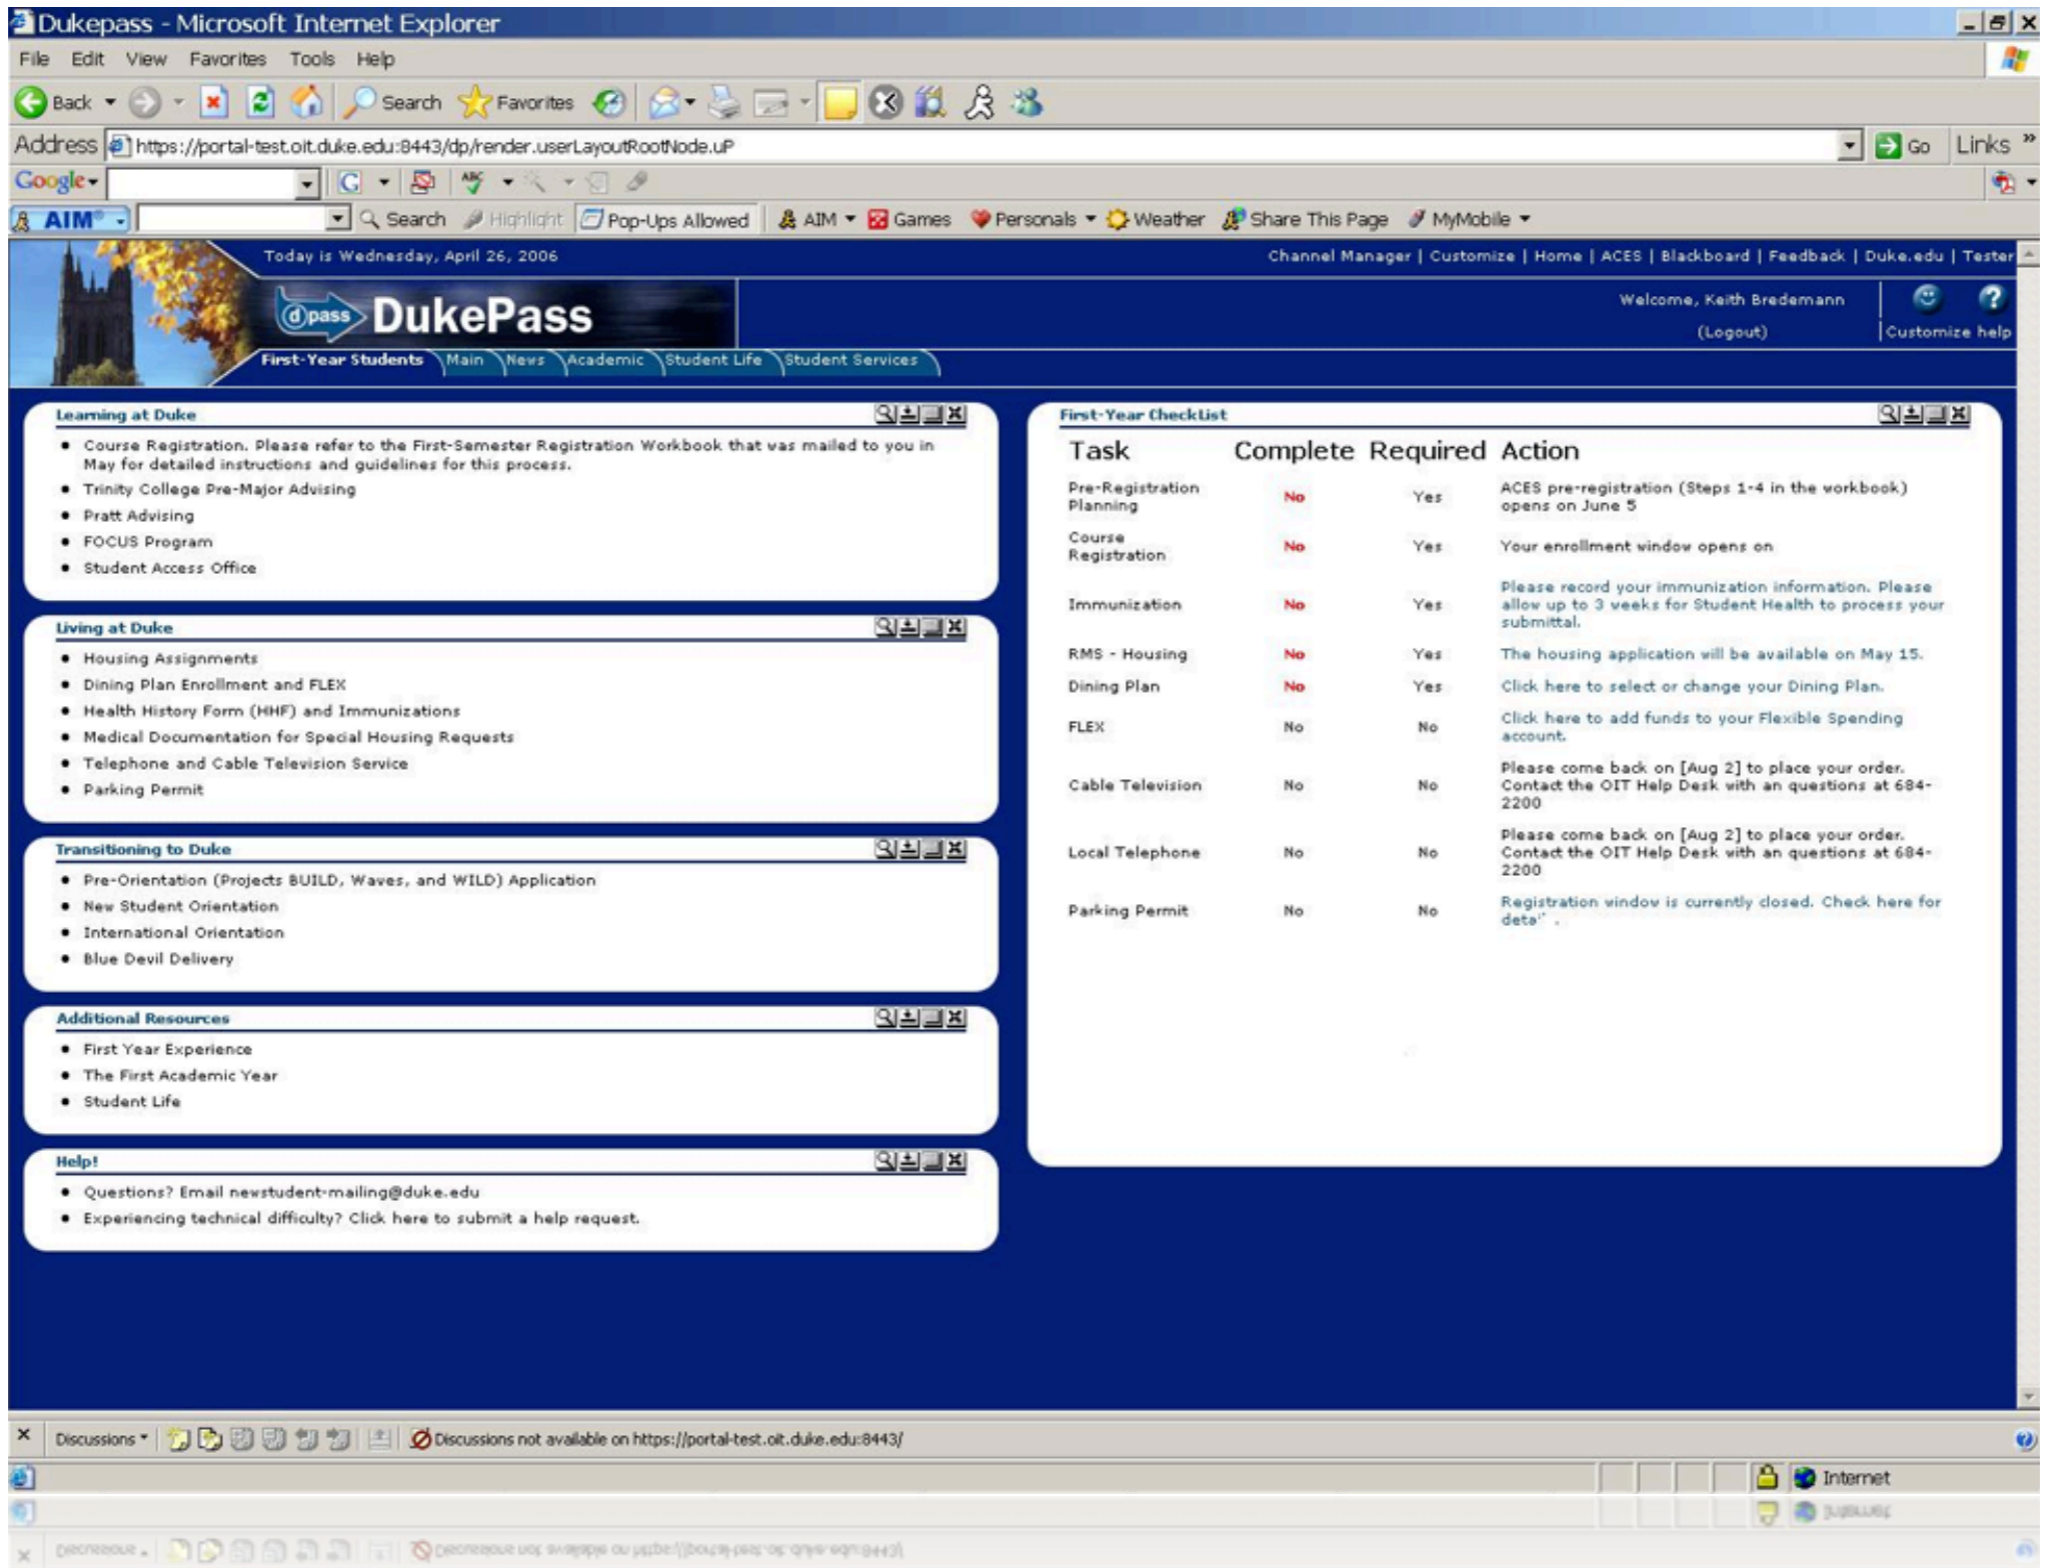 Dukepass - Microsoft Internet Explorer
File Edit View Favorites Tools Help
Back Search Favorites
Address https://portal-test.oit.duke.edu:8443/dp/render.userLayoutRootNode.uP Go Links »
Google G ABC
AIM® Search Highlight Pop-Ups Allowed AIM Games Personals Weather Share This Page MyMobile
Today is Wednesday, April 26, 2006
Channel Manager | Customize | Home | ACES | Blackboard | Feedback | Duke.edu | Tester
dpass DukePass
Welcome, Keith Bredemann
(Logout)
Customize help
First-Year Students Main News Academic Student Life Student Services
Learning at Duke
• Course Registration. Please refer to the First-Semester Registration Workbook that was mailed to you in
May for detailed instructions and guidelines for this process.
• Trinity College Pre-Major Advising
• Pratt Advising
• FOCUS Program
• Student Access Office
Living at Duke
• Housing Assignments
• Dining Plan Enrollment and FLEX
• Health History Form (HHF) and Immunizations
• Medical Documentation for Special Housing Requests
• Telephone and Cable Television Service
• Parking Permit
Transitioning to Duke
• Pre-Orientation (Projects BUILD, Waves, and WILD) Application
• New Student Orientation
• International Orientation
• Blue Devil Delivery
Additional Resources
• First Year Experience
• The First Academic Year
• Student Life
Help!
• Questions? Email newstudent-mailing@duke.edu
• Experiencing technical difficulty? Click here to submit a help request.
First-Year CheckList
Task Complete Required Action
Pre-Registration
Planning
No Yes
ACES pre-registration (Steps 1-4 in the workbook)
opens on June 5
Course
Registration
No Yes Your enrollment window opens on
Immunization No Yes
Please record your immunization information. Please
allow up to 3 weeks for Student Health to process your
submittal.
RMS - Housing No Yes The housing application will be available on May 15.
Dining Plan No Yes Click here to select or change your Dining Plan.
FLEX No No
Click here to add funds to your Flexible Spending
account.
Cable Television No No
Please come back on [Aug 2] to place your order.
Contact the OIT Help Desk with an questions at 684-
2200
Local Telephone No No
Please come back on [Aug 2] to place your order.
Contact the OIT Help Desk with an questions at 684-
2200
Parking Permit No No
Registration window is currently closed. Check here for
Discussions Discussions not available on https://portal-test.oit.duke.edu:8443/
Internet